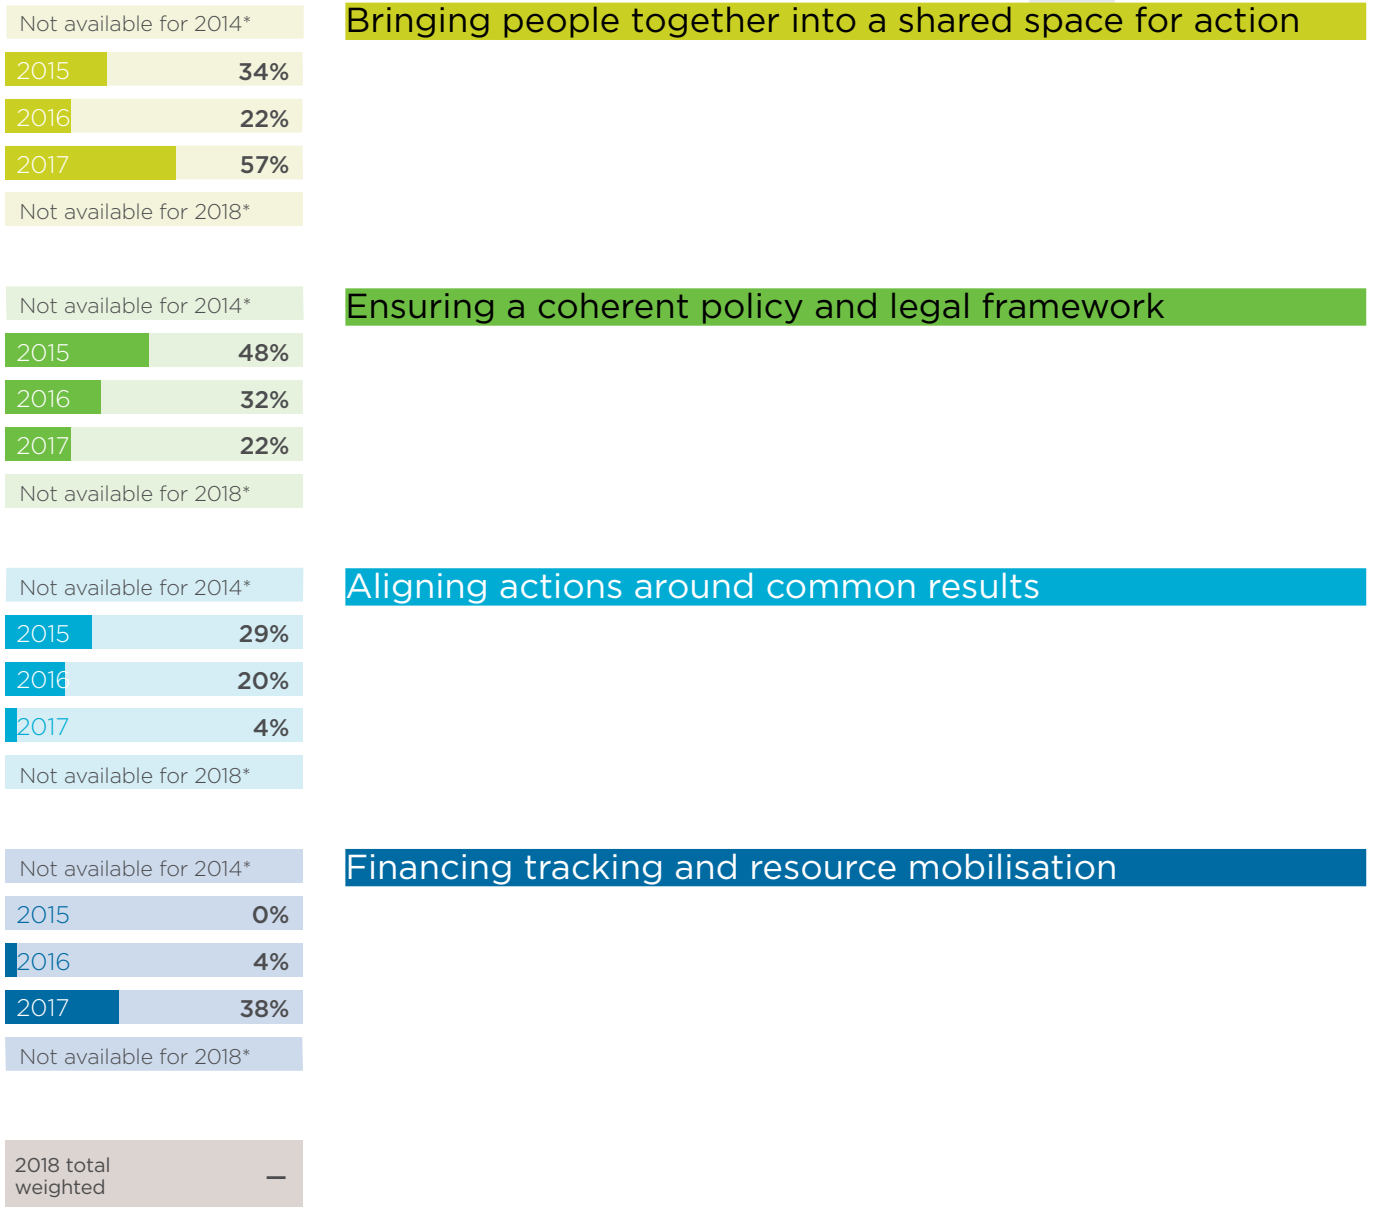 Not available for 2014*
Bringing people together into a shared space for action
2015 34%
2016 22%
2017 57%
Not available for 2018*
Not available for 2014*
Ensuring a coherent policy and legal framework
2015 48%
2016 32%
2017 22%
Not available for 2018*
Not available for 2014*
Aligning actions around common results
2015 29%
2016 20%
2017 4%
Not available for 2018*
Not available for 2014*
Financing tracking and resource mobilisation
2015 0%
2016 4%
2017 38%
Not available for 2018*
2018 total
weighted –